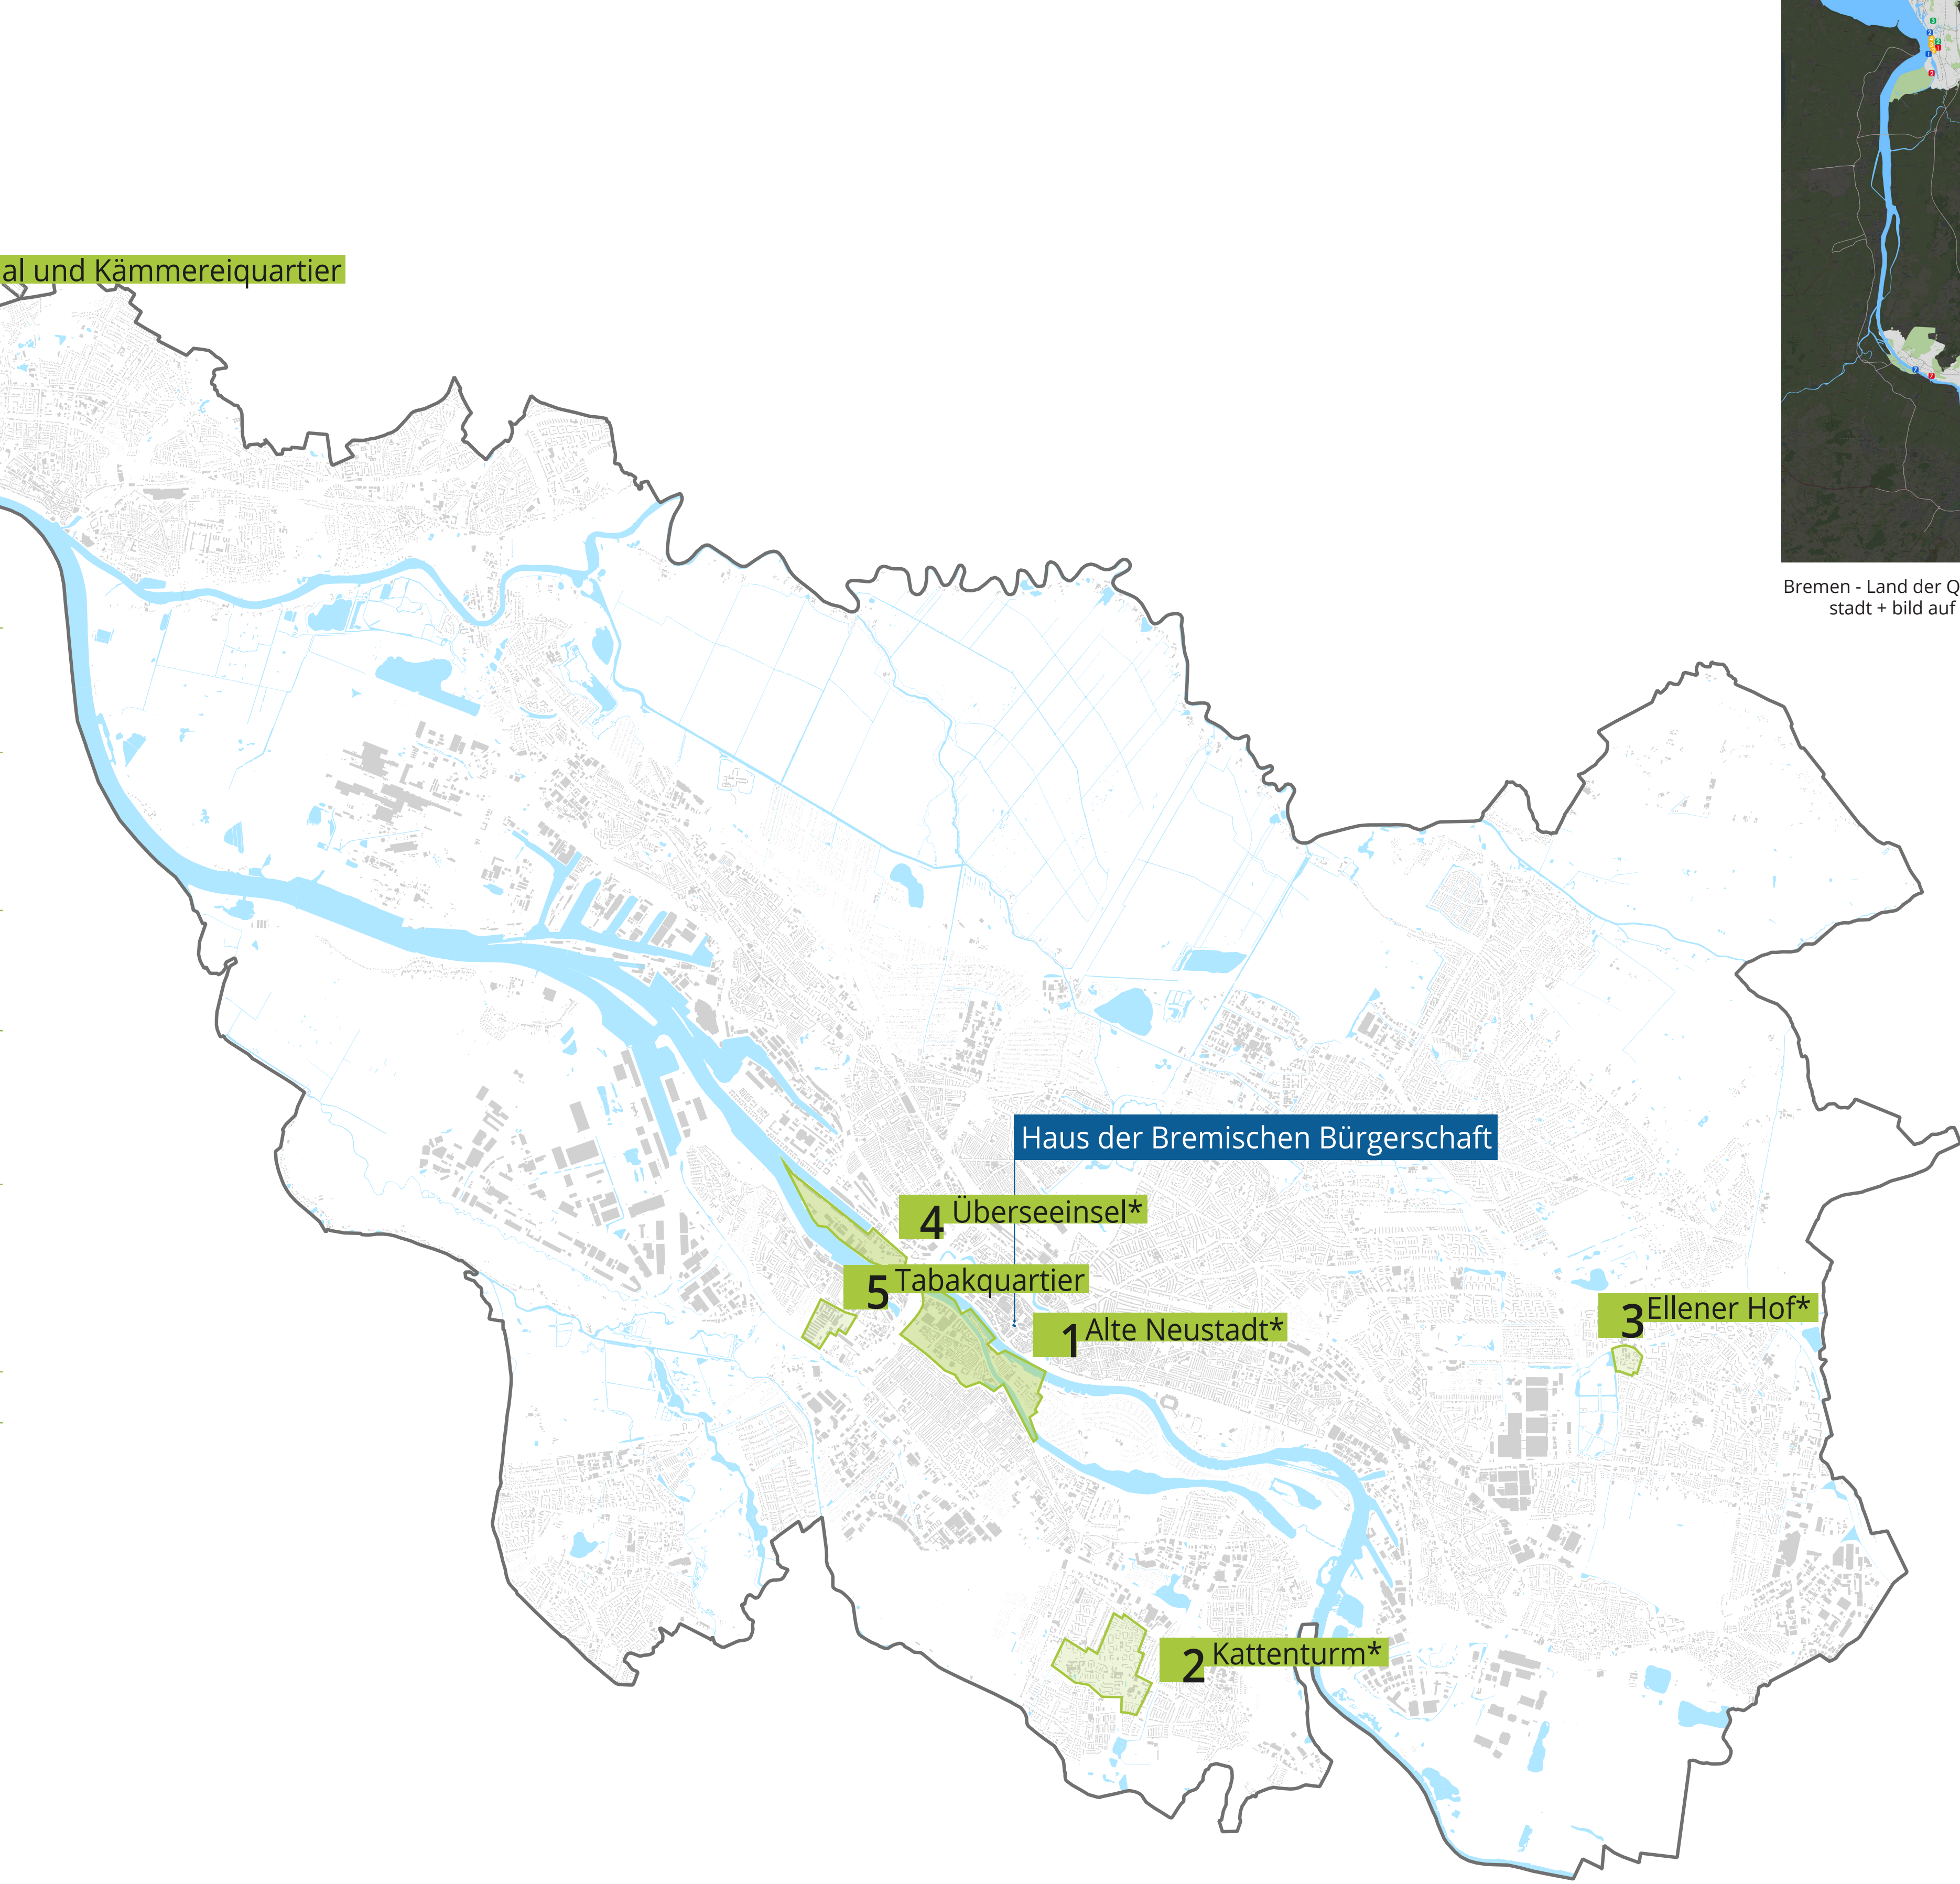 al und Kämmereiquartier
Bremen - Land der Q
stadt + bild auf
Haus der Bremischen Bürgerschaft
4 Überseeinsel*
5 Tabakquartier
1 Alte Neustadt*
3 Ellener Hof*
2 Kattenturm*